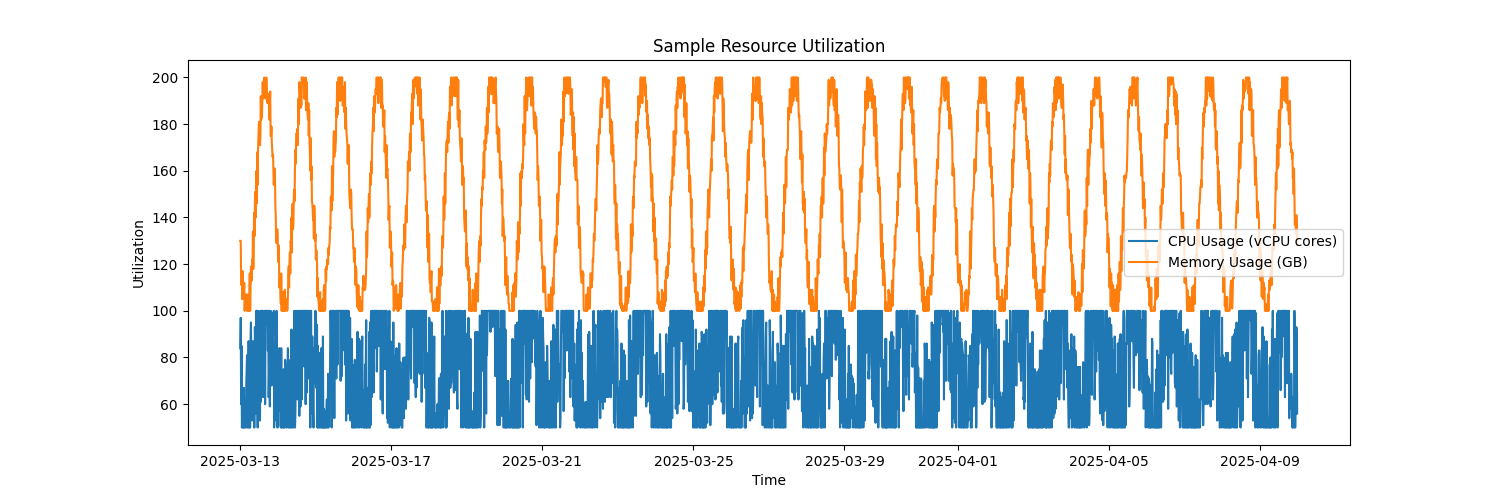 Sample Resource Utilization
200
180
160
140
120
100
80
60
Utilization
CPU Usage (vCPU cores)
Memory Usage (GB)
2025-03-13 2025-03-17 2025-03-21 2025-03-25 2025-03-29 2025-04-01 2025-04-05 2025-04-09
Time